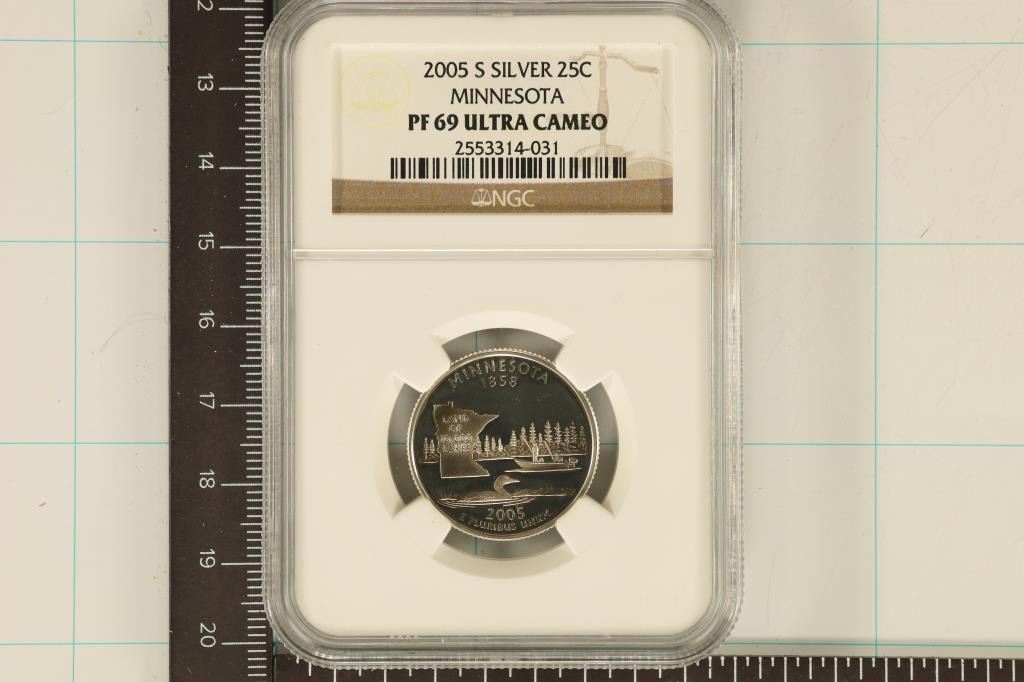 2005 S SILVER 25C
MINNESOTA
PF 69 ULTRA CAMEO
2553314-031
NGC
MINNESOTA
1858
LAND
OF
10,000
LAKES
2005
E PLURIBUS UNUM
12
13
14
15
16
17
18
19
20